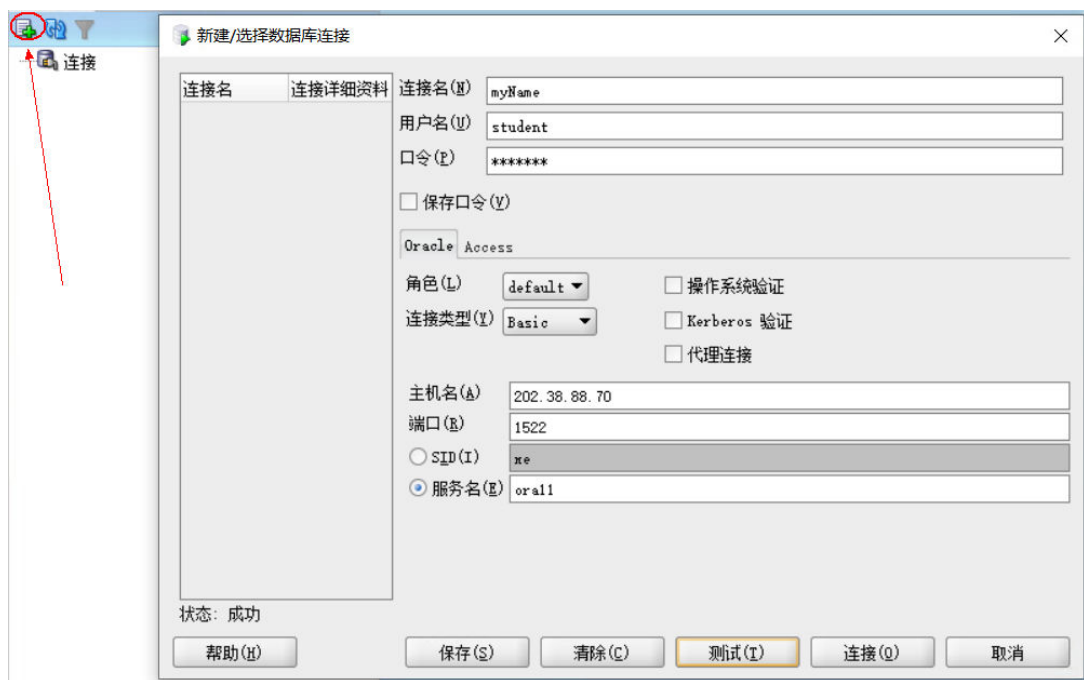 新建/选择数据库连接
连接
连接名 连接详细资料
连接名(N) myName
用户名(U) student
口令(P) *******
保存口令(V)
Oracle Access
角色(L) default 操作系统验证
连接类型(Y) Basic Kerberos 验证
代理连接
主机名(A) 202.38.88.70
端口(R) 1522
SID(I) xe
服务名(E) orall
状态: 成功
帮助(H) 保存(S) 清除(C) 测试(T) 连接(O) 取消